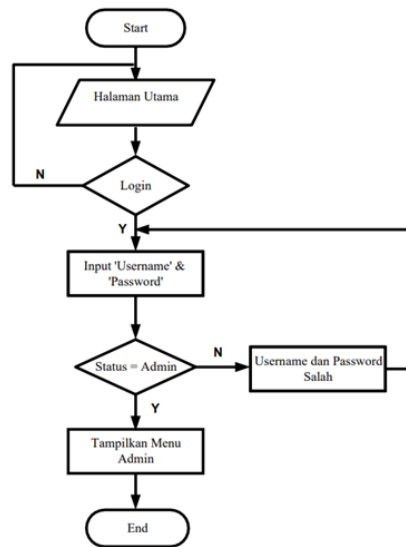 Start
Halaman Utama
N
Login
Y
Input 'Username' &
'Password'
Status = Admin
N
Username dan Password
Salah
Y
Tampilkan Menu
Admin
End